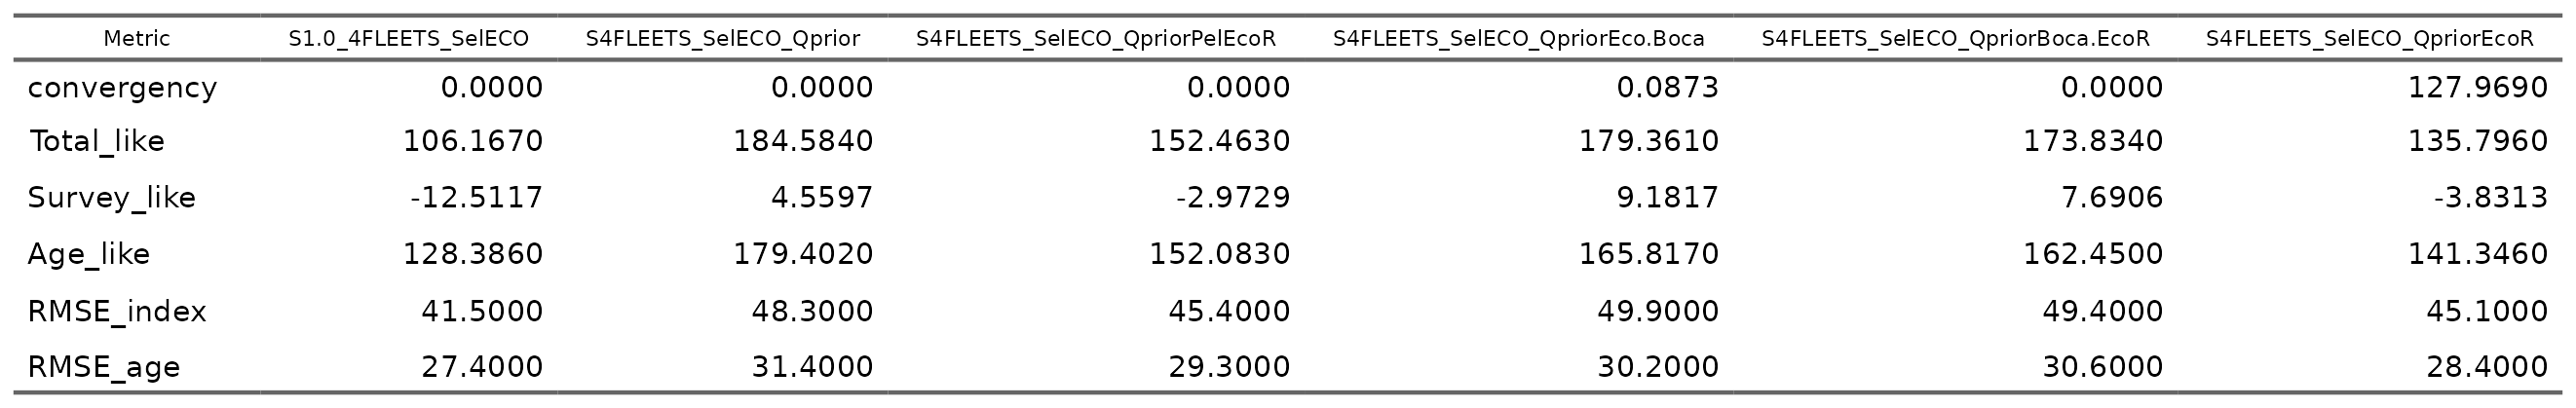 Metric S1.0_4FLEETS_SelECO S4FLEETS_SelECO_Qprior S4FLEETS_SelECO_QpriorPelEcoR S4FLEETS_SelECO_QpriorEco.Boca S4FLEETS_SelECO_QpriorBoca.EcoR S4FLEETS_SelECO_QpriorEcoR
convergency 0.0000 0.0000 0.0000 0.0873 0.0000 127.9690
Total_like 106.1670 184.5840 152.4630 179.3610 173.8340 135.7960
Survey_like -12.5117 4.5597 -2.9729 9.1817 7.6906 -3.8313
Age_like 128.3860 179.4020 152.0830 165.8170 162.4500 141.3460
RMSE_index 41.5000 48.3000 45.4000 49.9000 49.4000 45.1000
RMSE_age 27.4000 31.4000 29.3000 30.2000 30.6000 28.4000